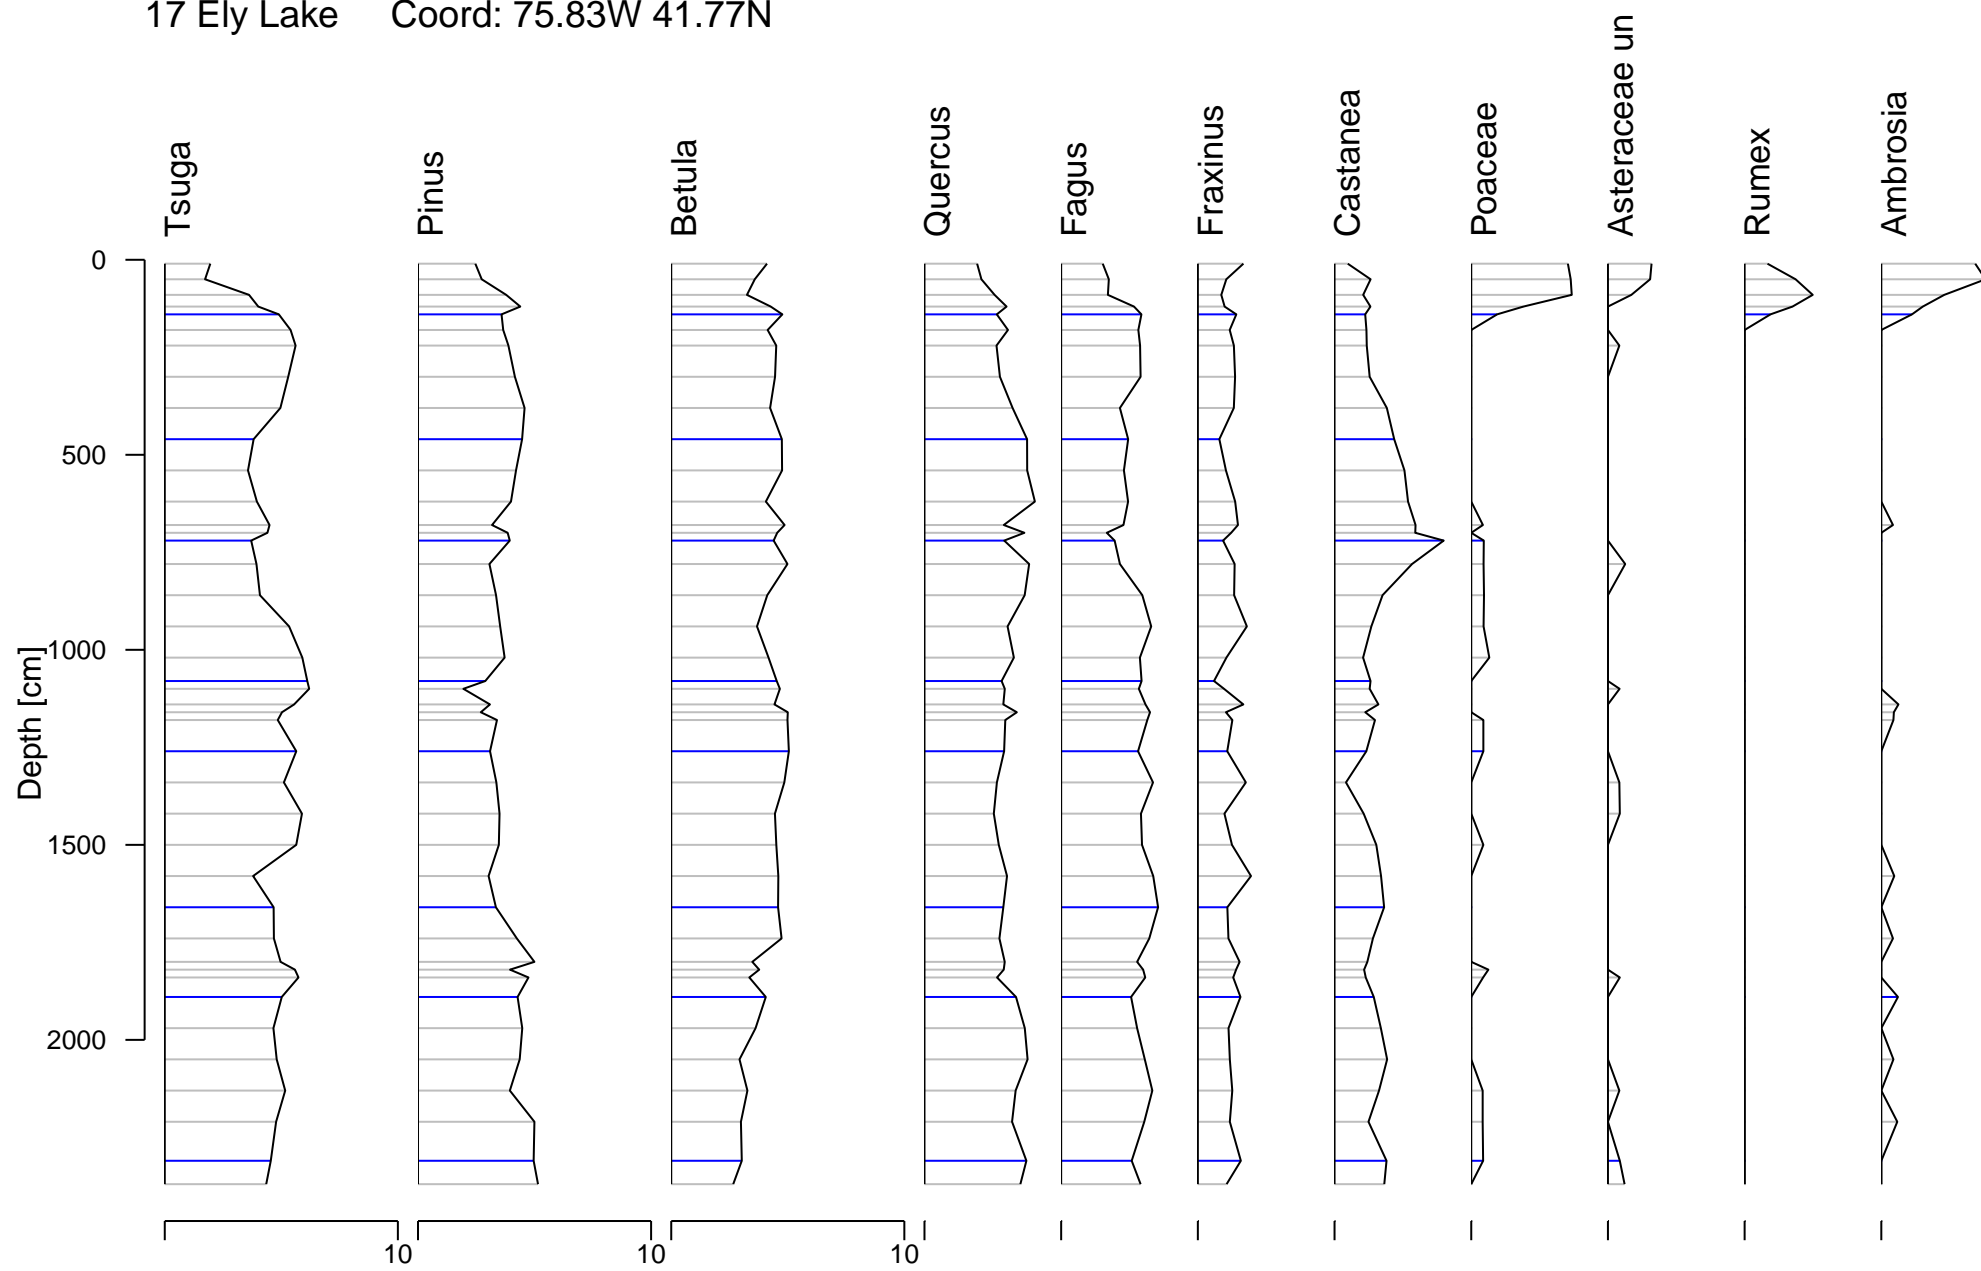 17 Ely Lake Coord: 75.83W 41.77N
Tsuga
Pinus
Betula
Quercus
Fagus
Fraxinus
Castanea
Poaceae
Asteraceae un
Rumex
Ambrosia
Depth [cm]
0
500
1000
1500
2000
10
10
10